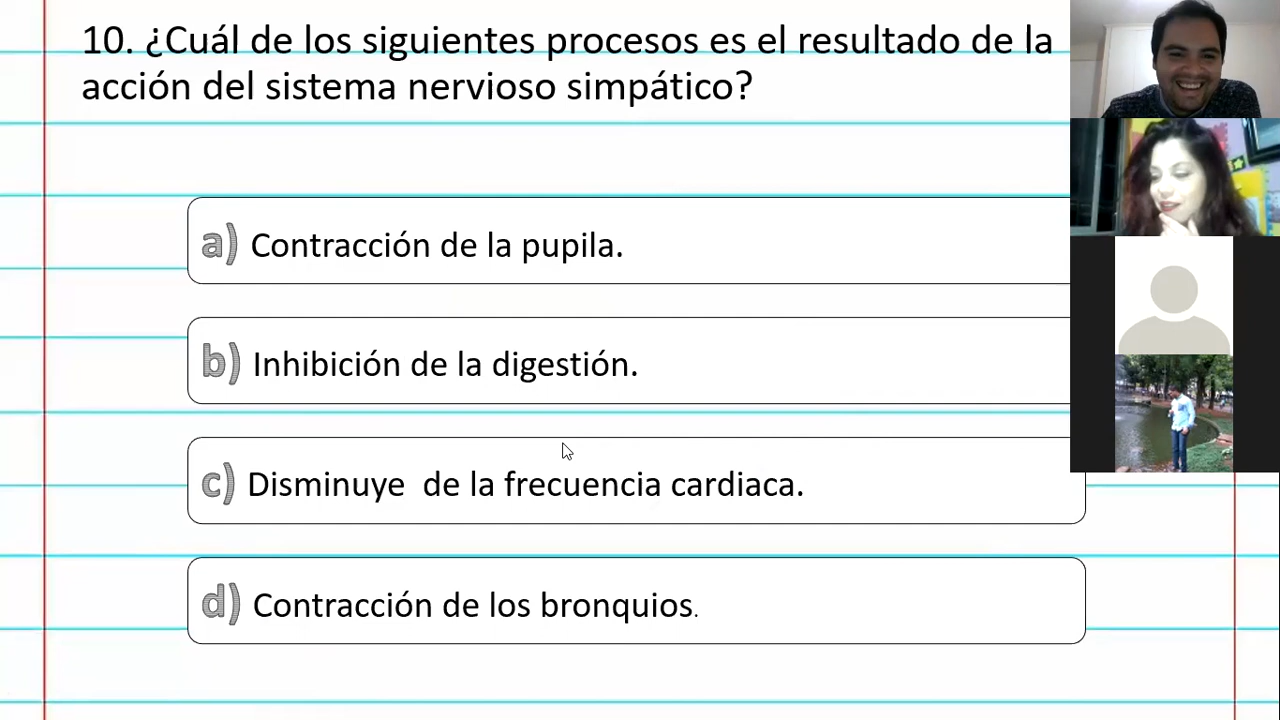 10. ¿Cuál de los siguientes procesos es el resultado de la
acción del sistema nervioso simpático?
a) Contracción de la pupila.
b) Inhibición de la digestión.
c) Disminuye  de la frecuencia cardiaca.
d) Contracción de los bronquios.